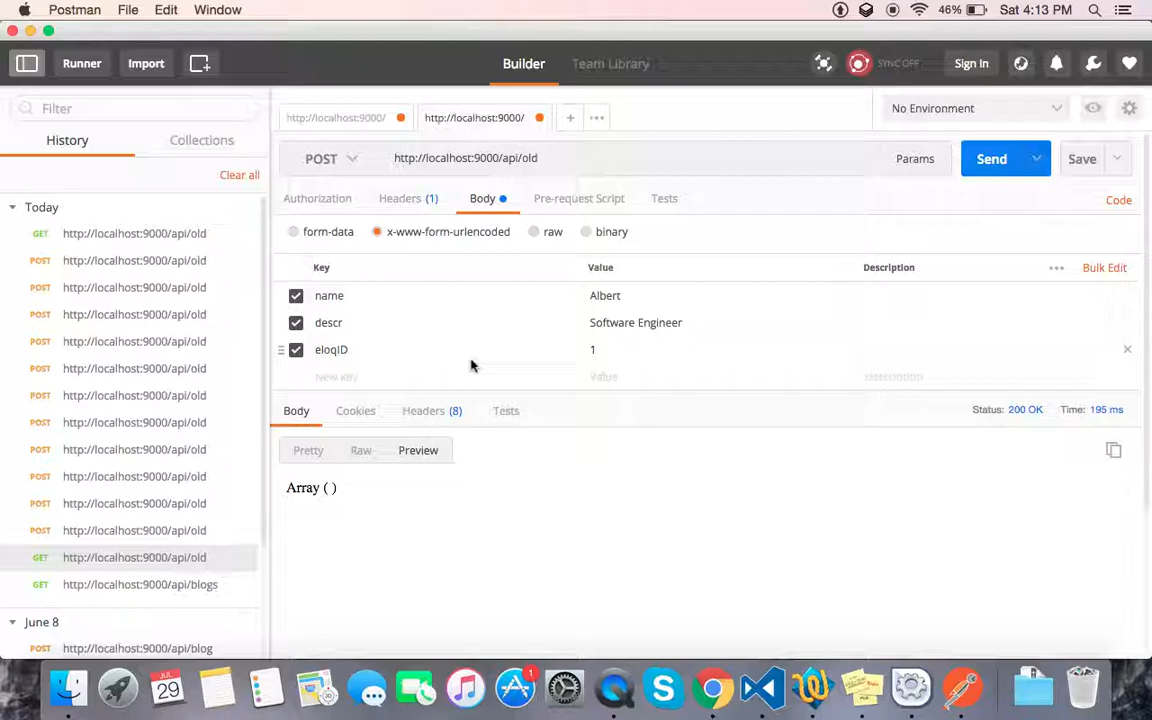 Postman File Edit Window 46% Sat 4:13 PM
Runner Import Builder Team Library SYNC OFF Sign In
Filter
http://localhost:9000/ http://localhost:9000/ + ••• No Environment
History Collections
Clear all
POST http://localhost:9000/api/old Params Send Save
Authorization Headers (1) Body Pre-request Script Tests Code
form-data x-www-form-urlencoded raw binary
Key Value Description ••• Bulk Edit
name Albert
descr Software Engineer
eloqID 1
New key Value
Today
GET http://localhost:9000/api/old
POST http://localhost:9000/api/old
POST http://localhost:9000/api/old
POST http://localhost:9000/api/old
POST http://localhost:9000/api/old
POST http://localhost:9000/api/old
POST http://localhost:9000/api/old
POST http://localhost:9000/api/old
POST http://localhost:9000/api/old
POST http://localhost:9000/api/old
POST http://localhost:9000/api/old
POST http://localhost:9000/api/old
GET http://localhost:9000/api/old
GET http://localhost:9000/api/blogs
June 8
POST http://localhost:9000/api/blog
Body Cookies Headers (8) Tests Status: 200 OK Time: 195 ms
Pretty Raw Preview
Array ( )
JUL
29
1